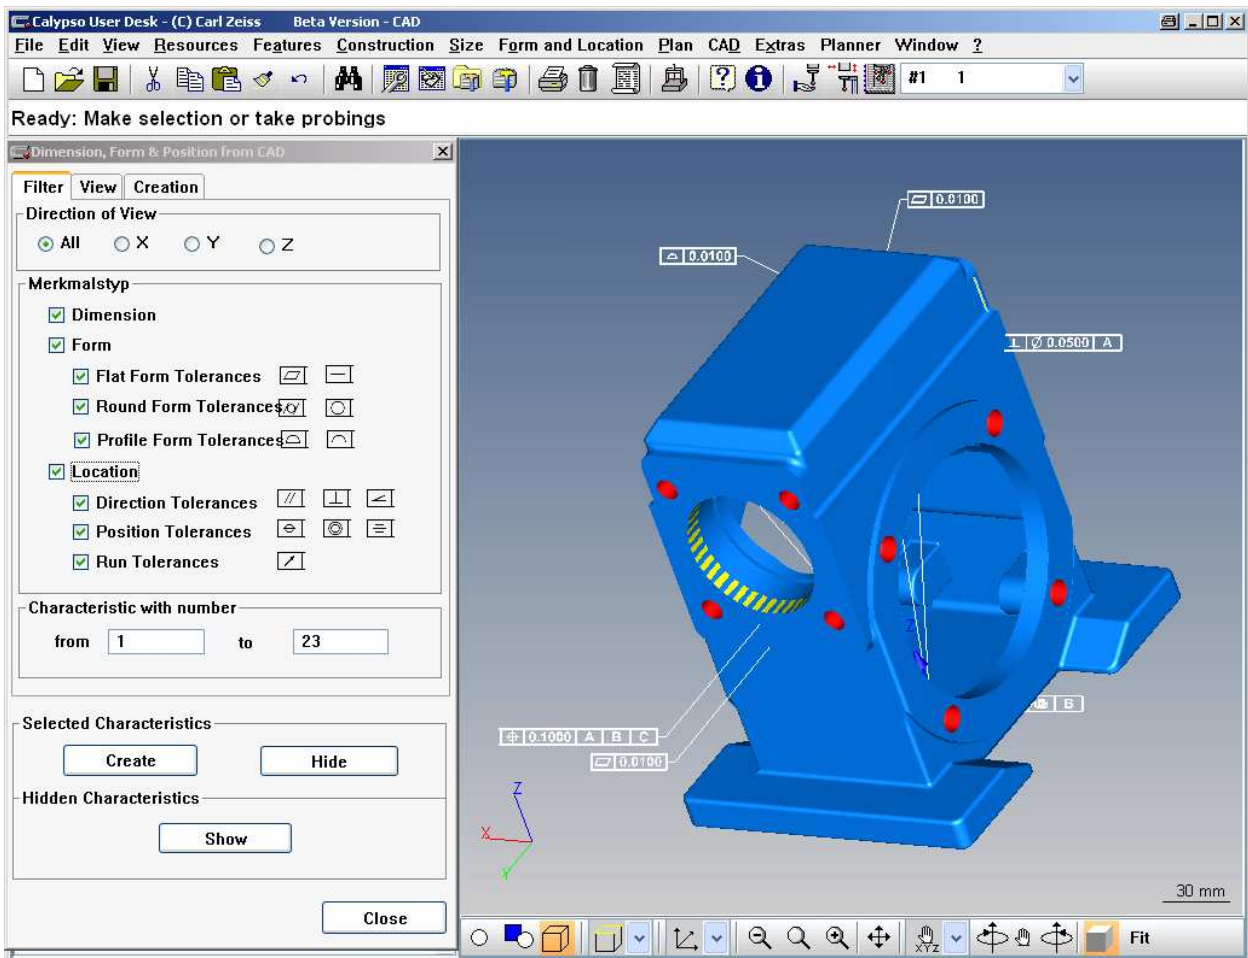 Calypso User Desk - (C) Carl Zeiss Beta Version - CAD
File Edit View Resources Features Construction Size Form and Location Plan CAD Extras Planner Window ?
#1 1
Ready: Make selection or take probings
Dimension, Form & Position from CAD
Filter View Creation
Direction of View
All X Y Z
Merkmalstyp
Dimension
Form
Flat Form Tolerances
Round Form Tolerances
Profile Form Tolerances
Location
Direction Tolerances
Position Tolerances
Run Tolerances
Characteristic with number
from 1 to 23
Selected Characteristics
Create Hide
Hidden Characteristics
Show
Close
0.0100
0.0100
Ø 0.0500 A
Z
B
0.1000 A B C
0.0100
Z
X
Y
30 mm
XYZ
Fit